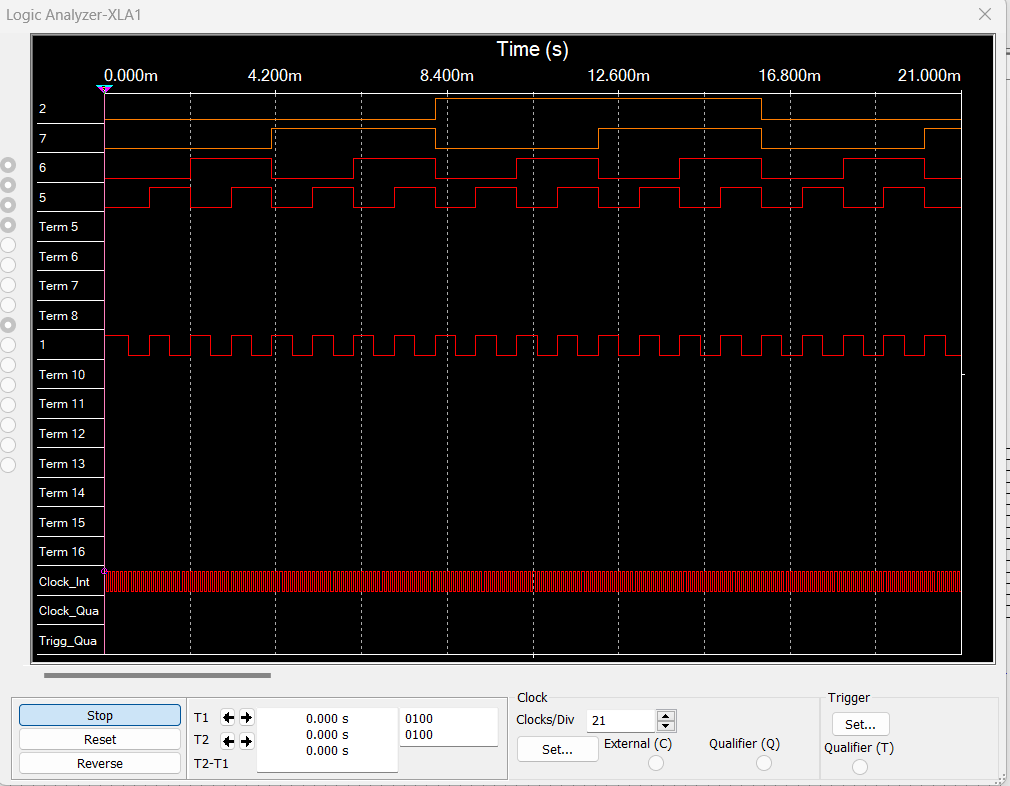 Logic Analyzer-XLA1
Time (s)
0.000m 4.200m 8.400m 12.600m 16.800m 21.000m
2
7
6
5
Term 5
Term 6
Term 7
Term 8
1
Term 10
Term 11
Term 12
Term 13
Term 14
Term 15
Term 16
Clock_Int
Clock_Qua
Trigg_Qua
Stop
Reset
Reverse
T1 0.000 s 0100
T2 0.000 s 0100
T2-T1 0.000 s
Clock
Clocks/Div 21
Set... External (C) Qualifier (Q)
Trigger
Set...
Qualifier (T)